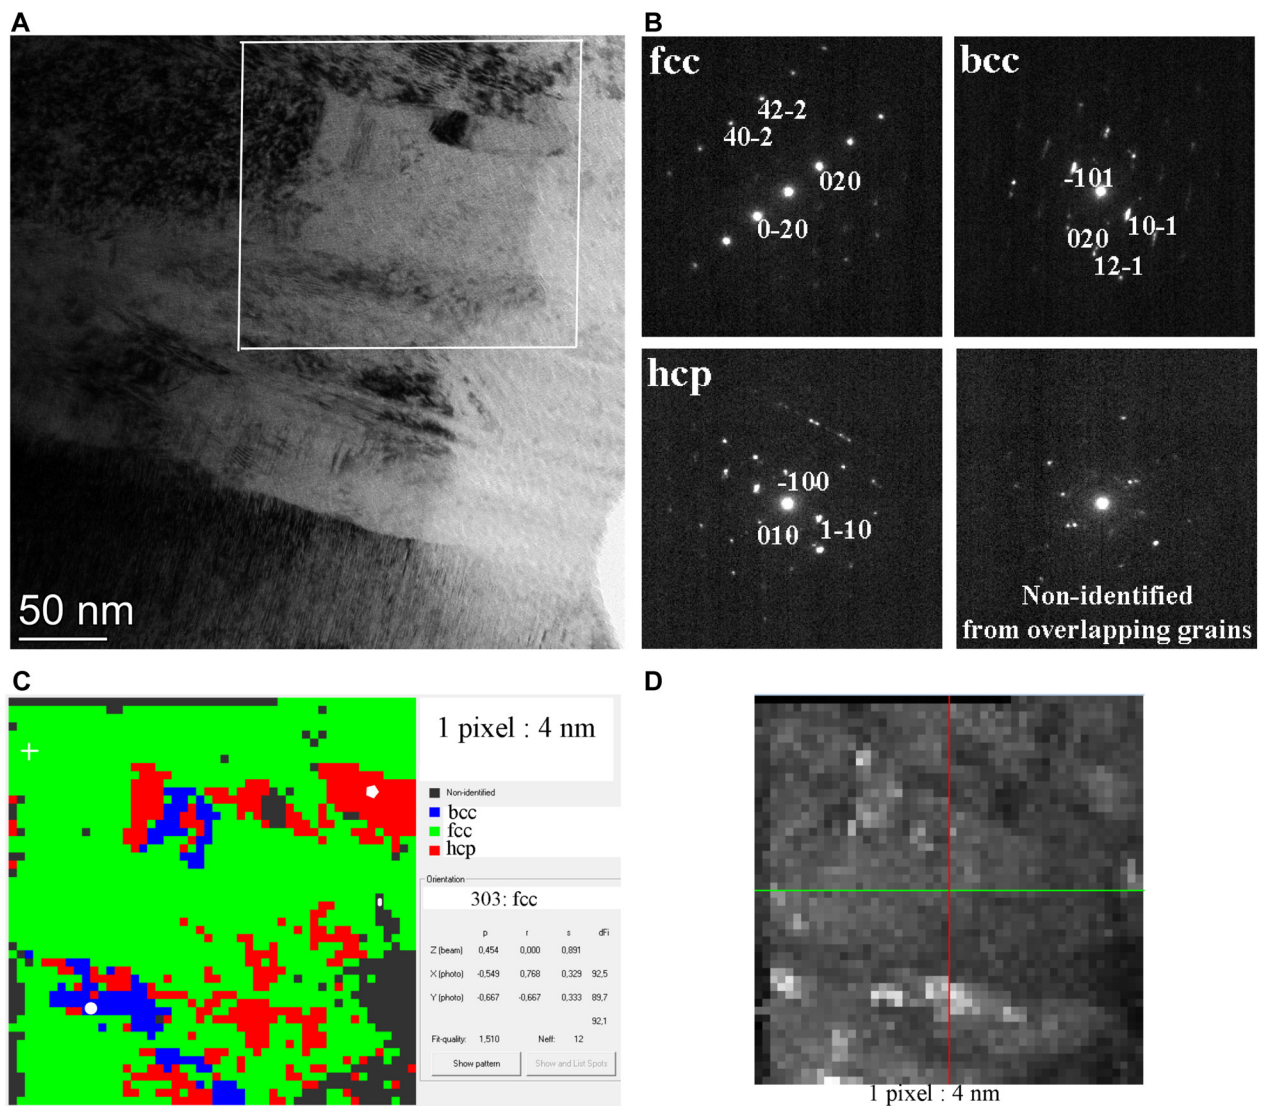 A
50 nm
B
fcc
42-2
40-2
020
0-20
bcc
-101
10-1
020
12-1
hcp
-100
010
1-10
Non-identified
from overlapping grains
C
1 pixel : 4 nm
Non-identified
bcc
fcc
hcp
Orientation
303: fcc
p r s dFi
Z (beam) 0,454 0,000 0,891
X (photo) -0,549 0,768 0,329 92,5
Y (photo) -0,667 -0,667 0,333 89,7
92,1
Fit-quality: 1,510 Neff: 12
Show pattern Show and List Spots
D
1 pixel : 4 nm